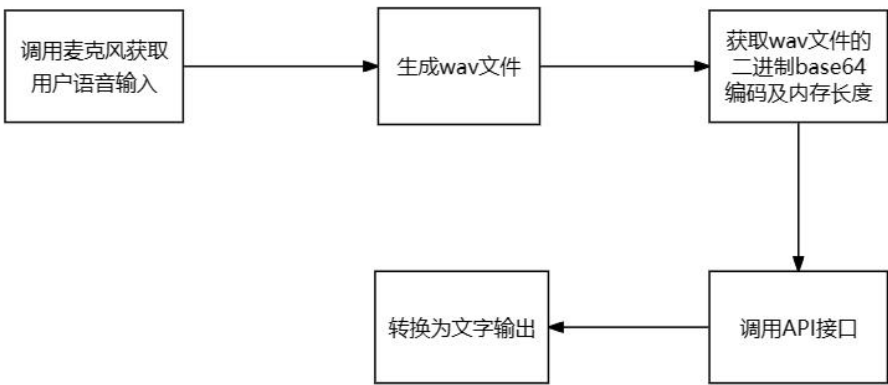 调用麦克风获取
用户语音输入
生成wav文件
获取wav文件的
二进制base64
编码及内存长度
调用API接口
转换为文字输出